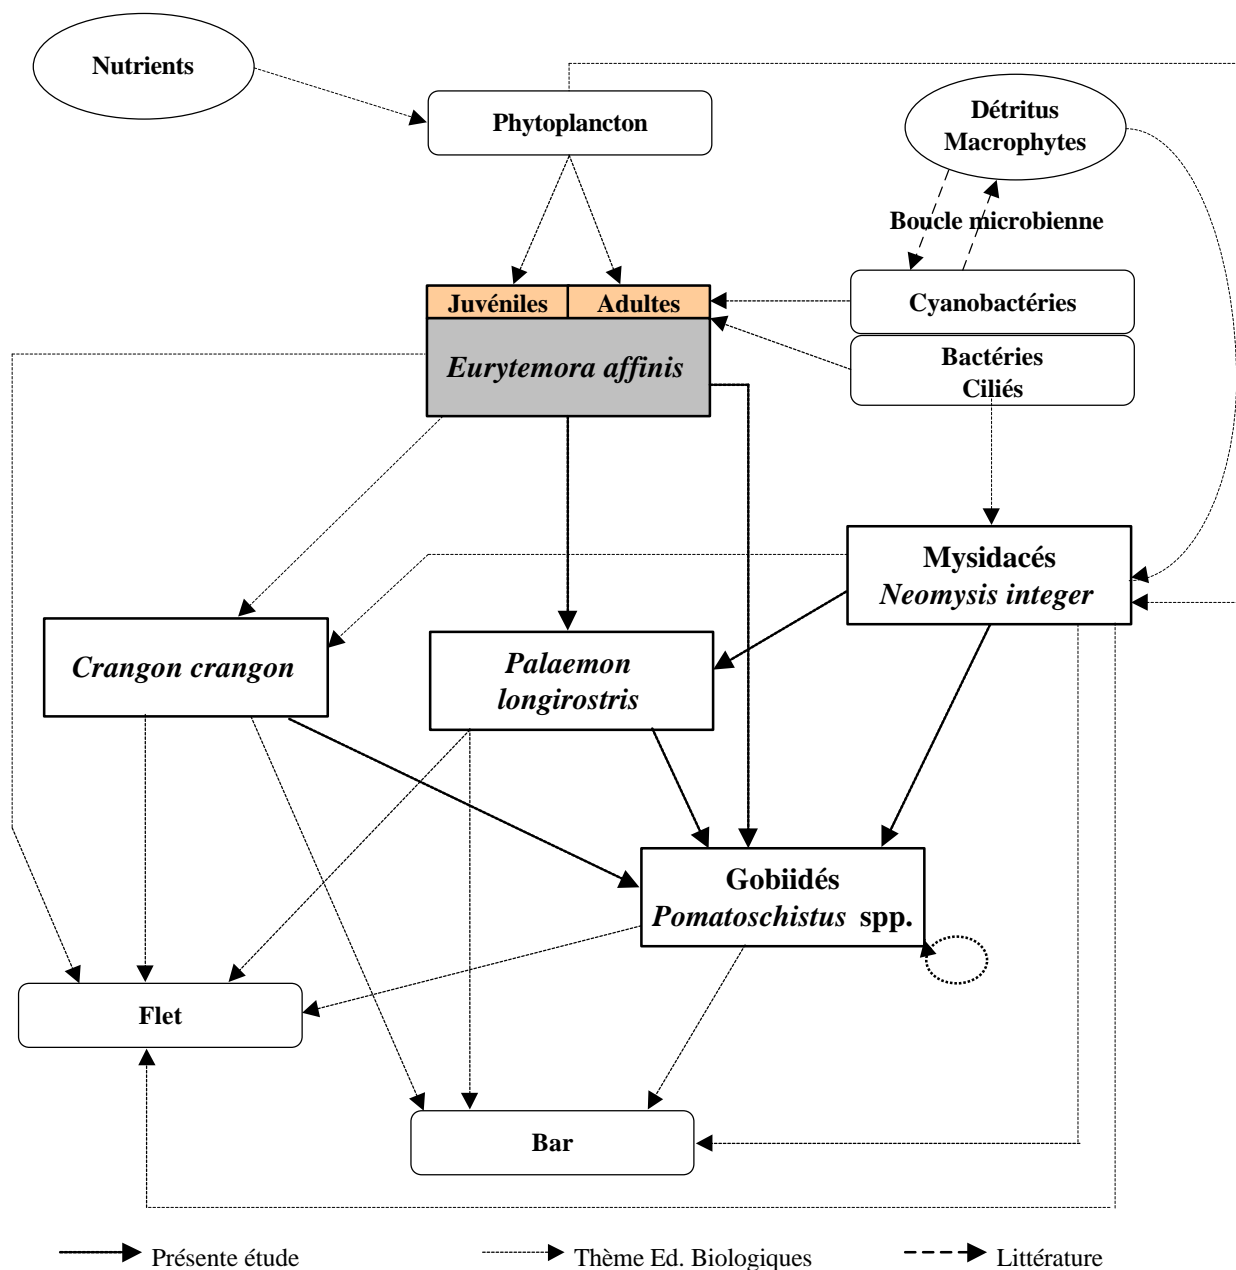 Nutrients
Phytoplancton
Détritus
Macrophytes
Boucle microbienne
Juvéniles
Adultes
Cyanobactéries
Eurytemora affinis
Bactéries
Ciliés
Mysidacés
Neomysis integer
Crangon crangon
Palaemon
longirostris
Gobiidés
Pomatoschistus spp.
Flet
Bar
Présente étude
Thème Ed. Biologiques
Littérature